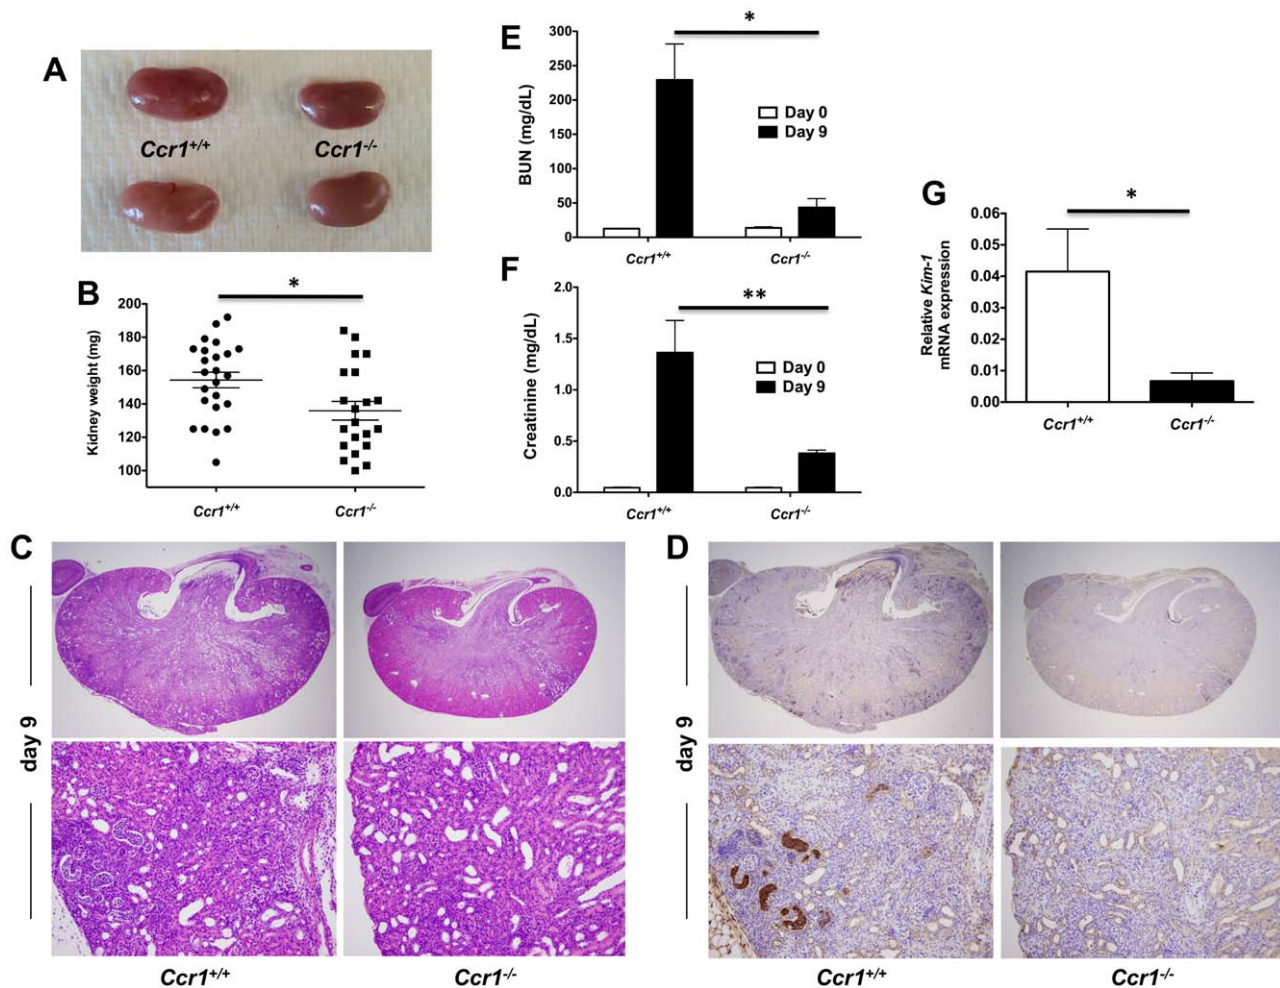 A
Ccr1+/+
Ccr1-/-
B
*
Kidney weight (mg)
200
180
160
140
120
100
Ccr1+/+
Ccr1-/-
E
*
BUN (mg/dL)
300
250
200
150
100
50
0
Day 0
Day 9
Ccr1+/+
Ccr1-/-
F
**
Creatinine (mg/dL)
2.0
1.5
1.0
0.5
0.0
Day 0
Day 9
Ccr1+/+
Ccr1-/-
G
*
Relative Kim-1
mRNA expression
0.06
0.05
0.04
0.03
0.02
0.01
0.00
Ccr1+/+
Ccr1-/-
C
day 9
Ccr1+/+
Ccr1-/-
D
day 9
Ccr1+/+
Ccr1-/-